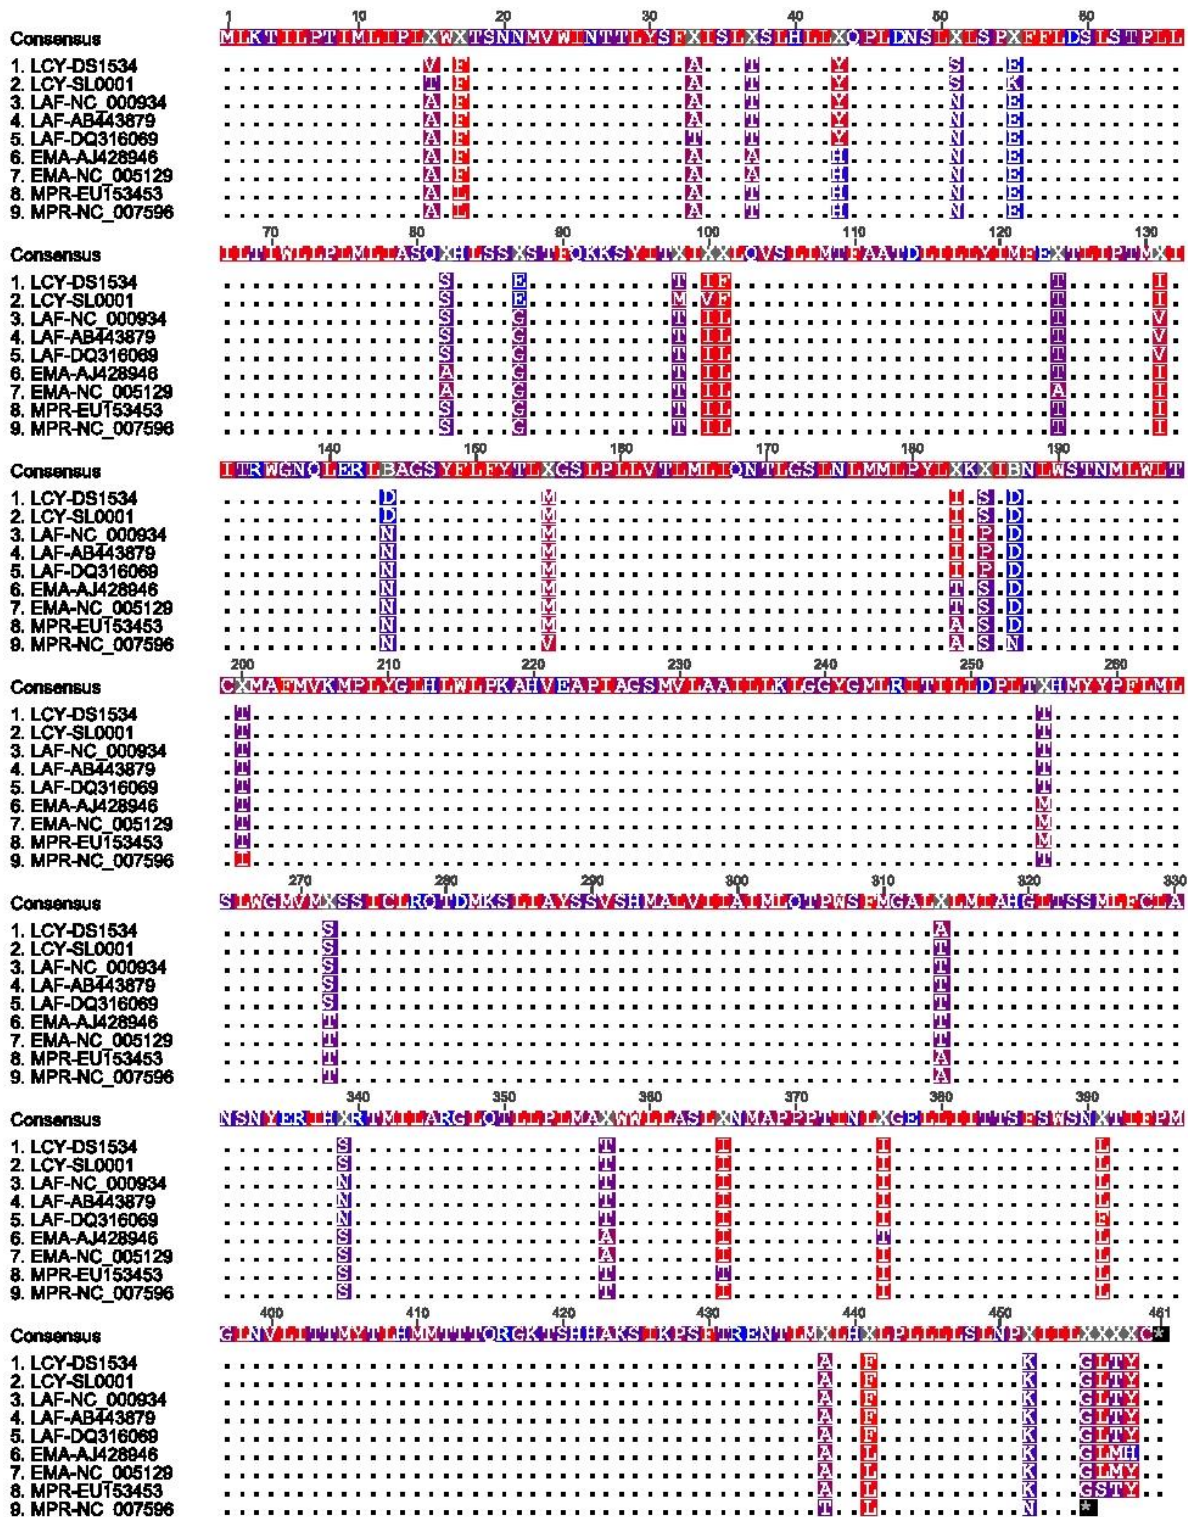 1 10 20 30 40 50 60
Consensus MLKTILPTIMLIPLXWXTSNNMVWINTTLYSFXISLXSLHLLXQPLDNSLXLSPXFFLDSLSTPLL
1. LCY-DS1534 V F A T Y S E
2. LCY-SL0001 T F A T Y S K
3. LAF-NC_000934 A F A T Y N E
4. LAF-AB443879 A F A T Y N E
5. LAF-DQ316069 A F T T Y N E
6. EMA-AJ428946 A F A A H N E
7. EMA-NC_005129 A F A A H N E
8. MPR-EU153453 A L A T H N E
9. MPR-NC_007596 A L A T H N E
70 80 90 100 110 120 130
Consensus ILTIWLLPLMLIASQXHLSSXSTFQKKSYITXIXXLQVSLIMTFAATDLILLYIMFEXTLIPTMXI
1. LCY-DS1534 S E T IF T I
2. LCY-SL0001 S E M VF T I
3. LAF-NC_000934 S G T IL T V
4. LAF-AB443879 S G T IL T V
5. LAF-DQ316069 S G T IL T V
6. EMA-AJ428946 A G T IL T I
7. EMA-NC_005129 A G T IL A I
8. MPR-EU153453 S G T IL T I
9. MPR-NC_007596 S G T IL T I
140 150 160 170 180 190
Consensus ITRWGNQLERLBAGSYFLFYTLXGSLPLLVTLMLIQNTLGSLNLMMLPYLXKXIBNLWSTNMLWLT
1. LCY-DS1534 D M I S D
2. LCY-SL0001 D M I S D
3. LAF-NC_000934 N M I P D
4. LAF-AB443879 N M I P D
5. LAF-DQ316069 N M I P D
6. EMA-AJ428946 N M T S D
7. EMA-NC_005129 N M T S D
8. MPR-EU153453 N M A S D
9. MPR-NC_007596 N V A S N
200 210 220 230 240 250 260
Consensus CXMAFMVKMPLYGLHLWLPKAHVEAPIAGSMVLAAILLKLGGYGMLRITILLDPLTXHMYYPFLML
1. LCY-DS1534 T T
2. LCY-SL0001 T T
3. LAF-NC_000934 T T
4. LAF-AB443879 T T
5. LAF-DQ316069 T T
6. EMA-AJ428946 T M
7. EMA-NC_005129 T M
8. MPR-EU153453 T M
9. MPR-NC_007596 I T
270 280 290 300 310 320 330
Consensus SLWGMVMXSSICLRQTDMKSLIAYSSVSHMALVIIAIMLQTPWSFMGALXLMIAHGLTSSMLFCLA
1. LCY-DS1534 S A
2. LCY-SL0001 S T
3. LAF-NC_000934 S T
4. LAF-AB443879 S T
5. LAF-DQ316069 S T
6. EMA-AJ428946 T T
7. EMA-NC_005129 T T
8. MPR-EU153453 T A
9. MPR-NC_007596 T A
340 350 360 370 380 390
Consensus NSNYERIHXRTMILARGLQTLLPLMAXWWLLASLXNMAPPPTINLXGELLIITTSFSWSNXTIFPM
1. LCY-DS1534 S T I I L
2. LCY-SL0001 S T I I L
3. LAF-NC_000934 N T I I L
4. LAF-AB443879 N T I I L
5. LAF-DQ316069 N T I I F
6. EMA-AJ428946 S A I T L
7. EMA-NC_005129 S A I I L
8. MPR-EU153453 S T T I L
9. MPR-NC_007596 S T I I L
400 410 420 430 440 450 461
Consensus GLNVLITTMYTLHMMTTTQRGKTSHHAKSIKPSFTRENTLMXLHXLPLLLLSLNPXIILXXXXC*
1. LCY-DS1534 A F K GLTY
2. LCY-SL0001 A F K GLTY
3. LAF-NC_000934 A F K GLTY
4. LAF-AB443879 A F K GLTY
5. LAF-DQ316069 A F K GLTY
6. EMA-AJ428946 A L K GLMH
7. EMA-NC_005129 A L K GLMY
8. MPR-EU153453 A L K GSTY
9. MPR-NC_007596 T L N *